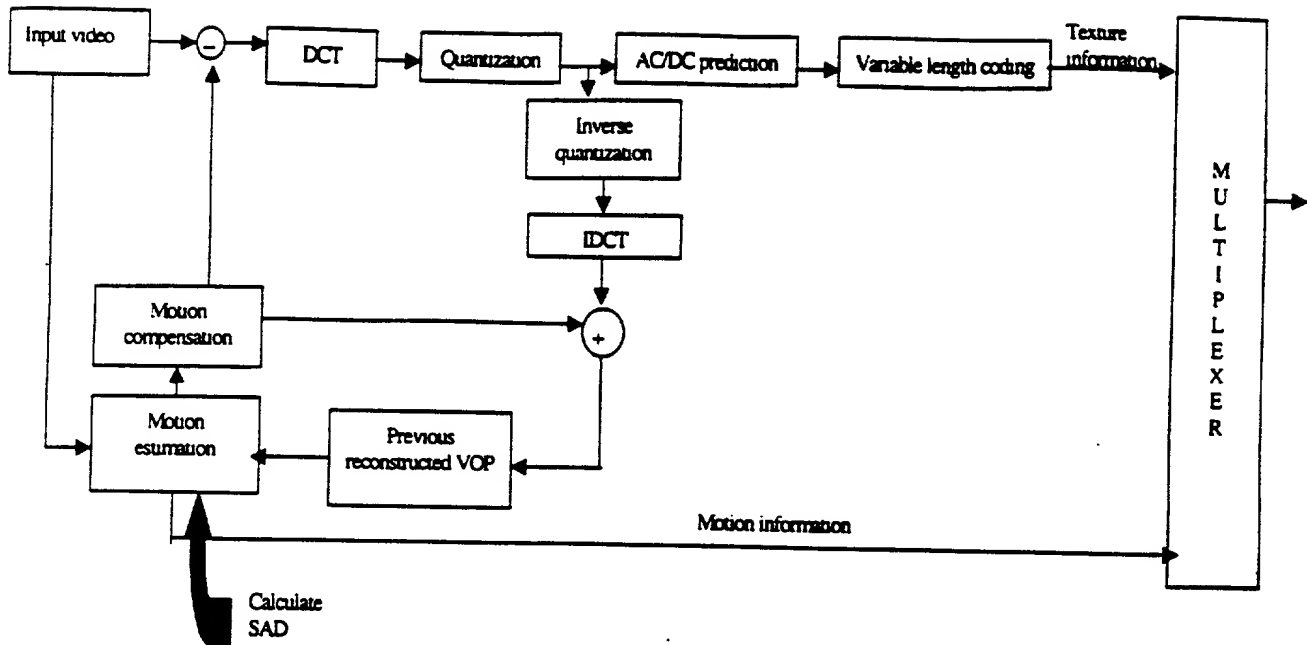 Input video
-
DCT
Quantization
AC/DC prediction
Variable length coding
Texture
information
Inverse
quantization
IDCT
Motion
compensation
+
Motion
estimation
Previous
reconstructed VOP
Motion information
Calculate
SAD
M
U
L
T
I
P
L
E
X
E
R